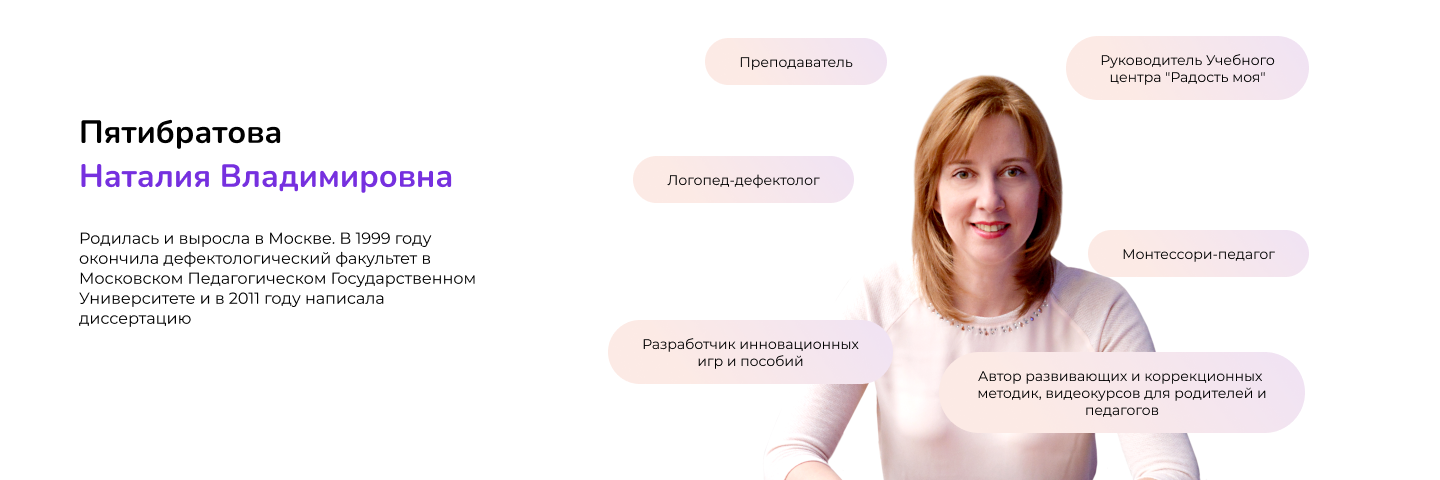 Пятибратова
Наталия Владимировна
Родилась и выросла в Москве. В 1999 году
окончила дефектологический факультет в
Московском Педагогическом Государственном
Университете и в 2011 году написала
диссертацию
Преподаватель
Руководитель Учебного
центра "Радость моя"
Логопед-дефектолог
Монтессори-педагог
Разработчик инновационных
игр и пособий
Автор развивающих и коррекционных
методик, видеокурсов для родителей и
педагогов